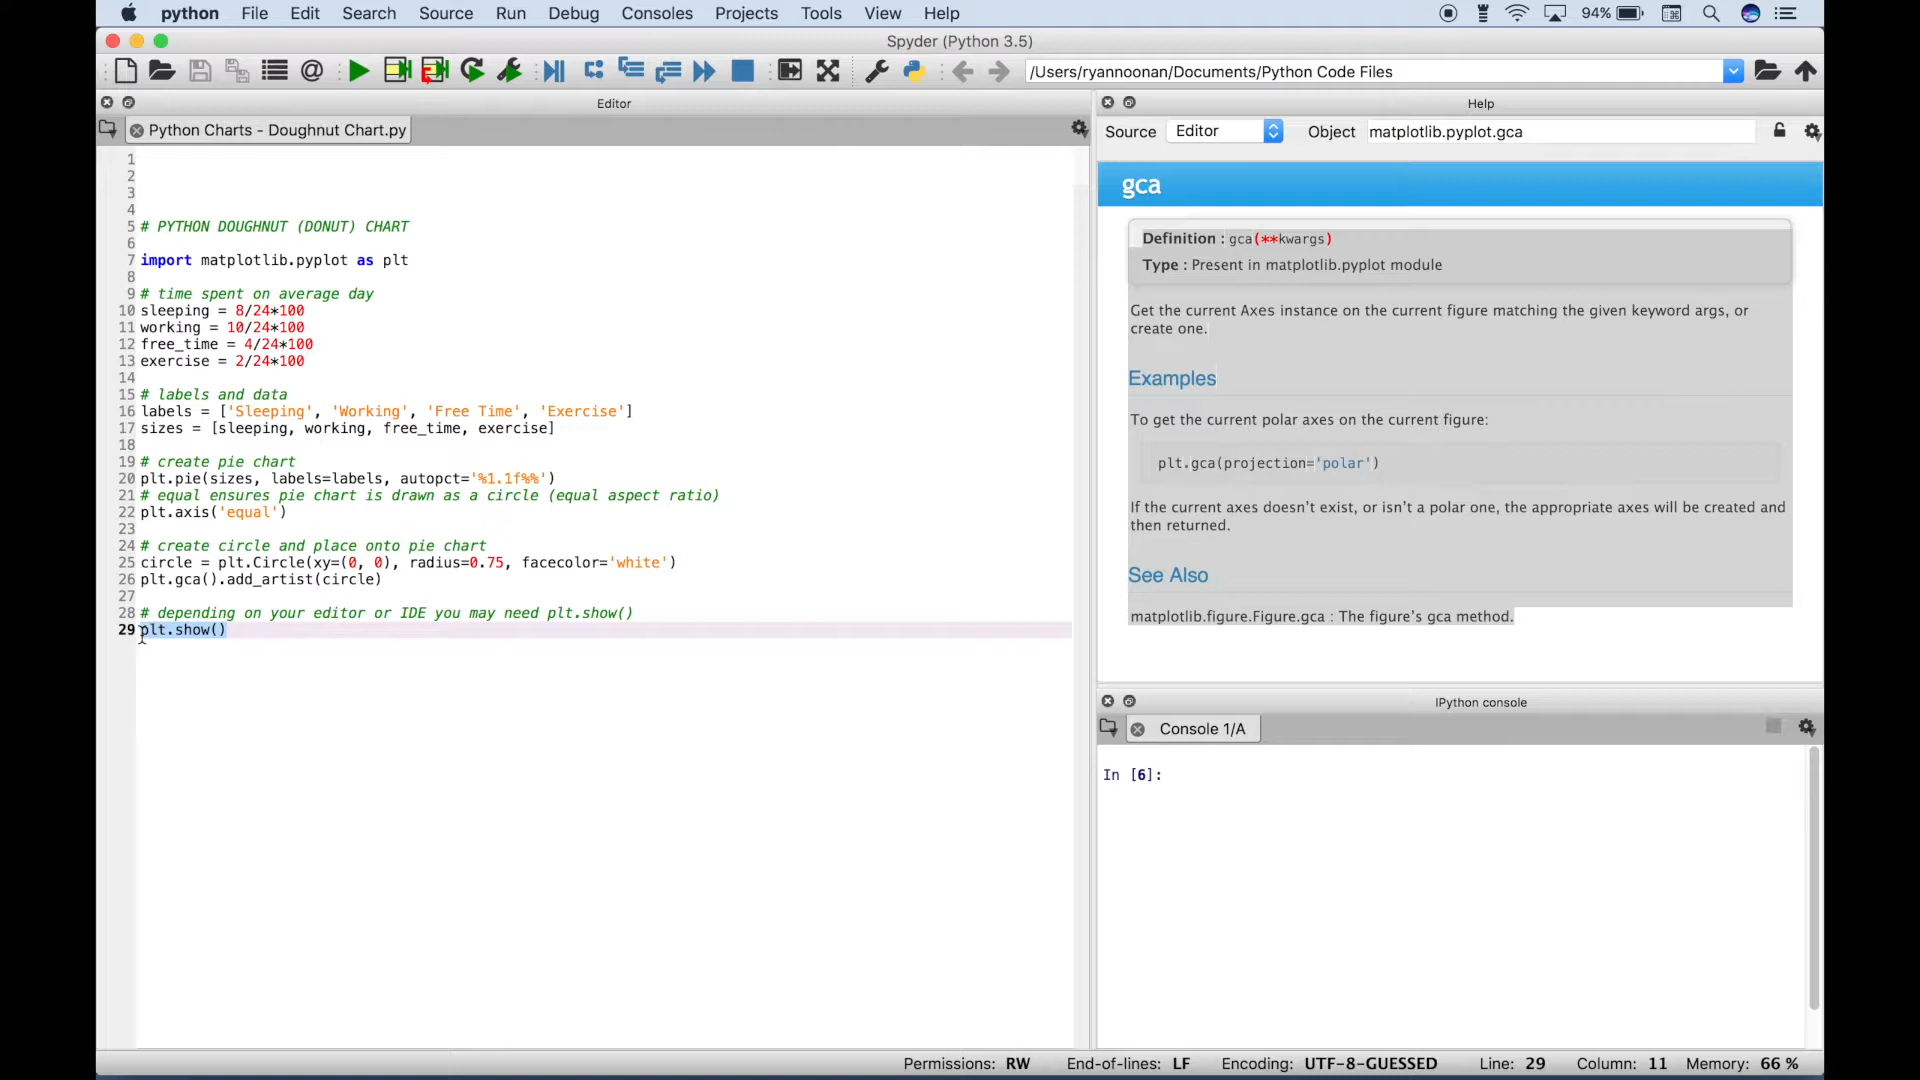 python File Edit Search Source Run Debug Consoles Projects Tools View Help 94%
Spyder (Python 3.5)
/Users/ryannoonan/Documents/Python Code Files
Editor
Python Charts - Doughnut Chart.py
1
2
3
4
5 # PYTHON DOUGHNUT (DONUT) CHART
6
7 import matplotlib.pyplot as plt
8
9 # time spent on average day
10 sleeping = 8/24*100
11 working = 10/24*100
12 free_time = 4/24*100
13 exercise = 2/24*100
14
15 # labels and data
16 labels = ['Sleeping', 'Working', 'Free Time', 'Exercise']
17 sizes = [sleeping, working, free_time, exercise]
18
19 # create pie chart
20 plt.pie(sizes, labels=labels, autopct='%1.1f%%')
21 # equal ensures pie chart is drawn as a circle (equal aspect ratio)
22 plt.axis('equal')
23
24 # create circle and place onto pie chart
25 circle = plt.Circle(xy=(0, 0), radius=0.75, facecolor='white')
26 plt.gca().add_artist(circle)
27
28 # depending on your editor or IDE you may need plt.show()
29 plt.show()
Help
Source Editor Object matplotlib.pyplot.gca
gca
Definition : gca(**kwargs)
Type : Present in matplotlib.pyplot module
Get the current Axes instance on the current figure matching the given keyword args, or
create one.
Examples
To get the current polar axes on the current figure:
plt.gca(projection='polar')
If the current axes doesn't exist, or isn't a polar one, the appropriate axes will be created and
then returned.
See Also
matplotlib.figure.Figure.gca : The figure's gca method.
IPython console
Console 1/A
In [6]:
Permissions: RW End-of-lines: LF Encoding: UTF-8-GUESSED Line: 29 Column: 11 Memory: 66 %